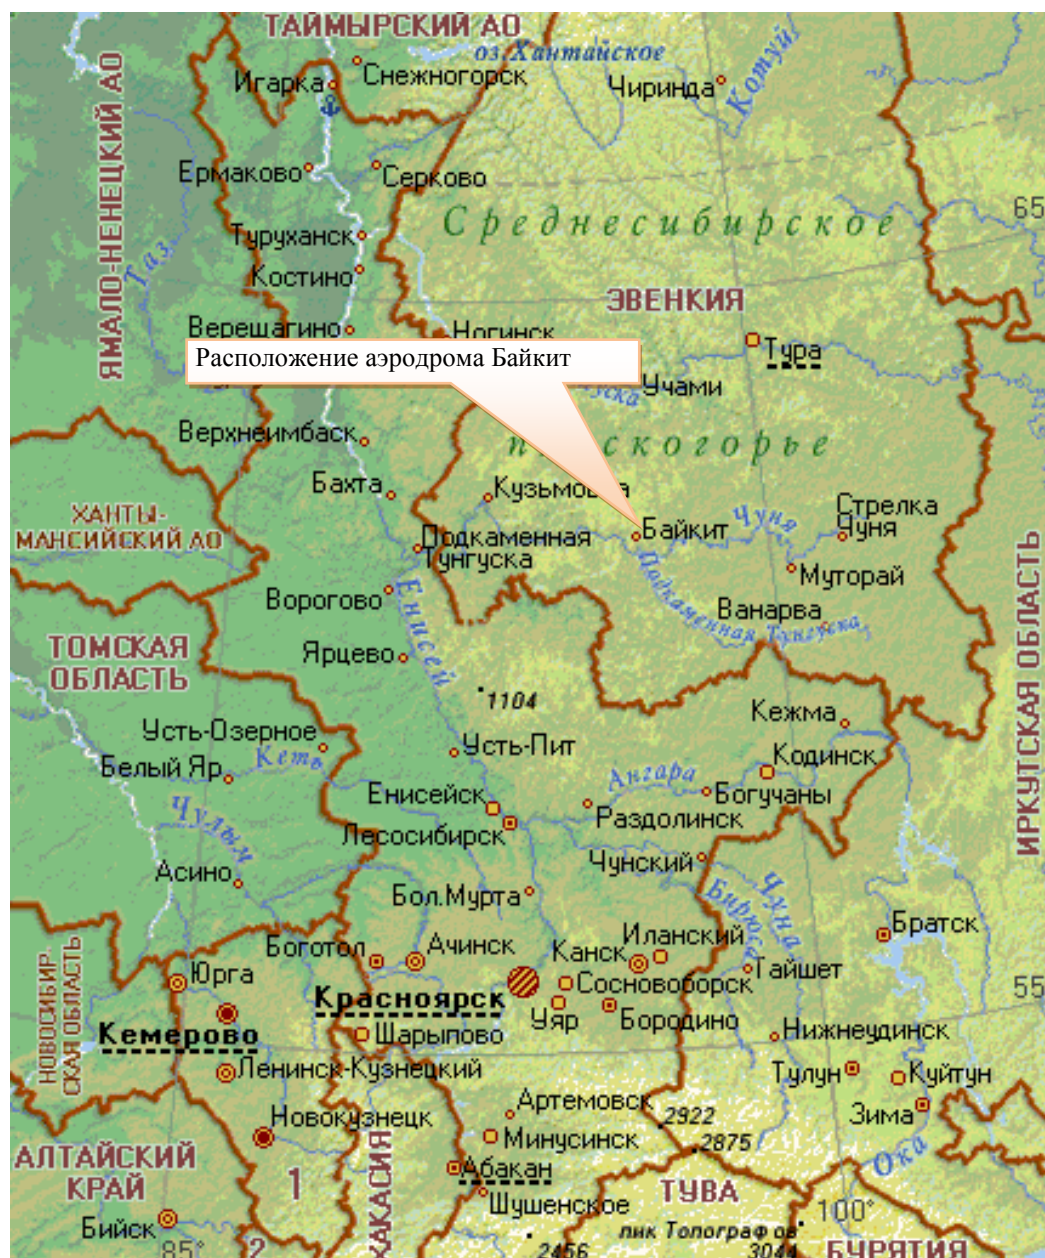 ТАЙМЫРСКИЙ АО
оз.Хантайское
Котуй
Игарка
Снежногорск
Чиринда
ЯМАЛО-НЕНЕЦКИЙ АО
Ермаково
Серково
Среднесибирское
65
Туруханск
Таз
Костино
ЭВЕНКИЯ
Верещагино
Ногинск
Тура
Расположение аэродрома Байкит
Учами
Верхнеимбаск
скогорье
Бахта
Кузьмовка
Стрелка
Чуня
ХАНТЫ-
МАНСИЙСКИЙ АО
Подкаменная
Тунгуска
Байкит
Чуня
Муторай
Ворогово
Енисей
Подкаменная Тунгуска
Ванарва
ИРКУТСКАЯ ОБЛАСТЬ
ТОМСКАЯ
ОБЛАСТЬ
Ярцево
1104
Кежма
Усть-Озерное
Усть-Пит
Кодинск
Белый Яр
Кеть
Ангара
Енисейск
Богучаны
Чулым
Лесосибирск
Раздолинск
Чунский
Асино
Бол.Мурта
Бирюса
Чуна
Братск
НОВОСИБИР.
СКАЯ ОБЛАСТЬ
Боготол
Ачинск
Канск
Иланский
Тайшет
Юрга
Красноярск
Сосновоборск
55
Кемерово
Шарыпово
Уяр
Бородино
Нижнеудинск
Ленинск-Кузнецкий
Тулун
Куйтун
Новокузнецк
Артемовск
2922
Зима
Минусинск
2875
Ока
АЛТАЙСКИЙ
КРАЙ
1
ХАКАСИЯ
Абакан
Шушенское
ТУВА
100°
Бийск
пик Топографов
85°
2
2456
3044
БУРЯТИЯ